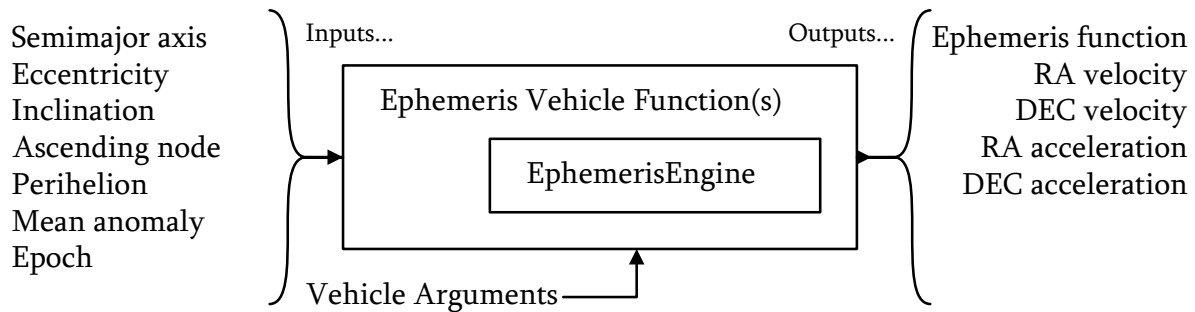 Semimajor axis
Eccentricity
Inclination
Ascending node
Perihelion
Mean anomaly
Epoch
Inputs...
Outputs...
Ephemeris Vehicle Function(s)
EphemerisEngine
Vehicle Arguments
Ephemeris function
RA velocity
DEC velocity
RA acceleration
DEC acceleration